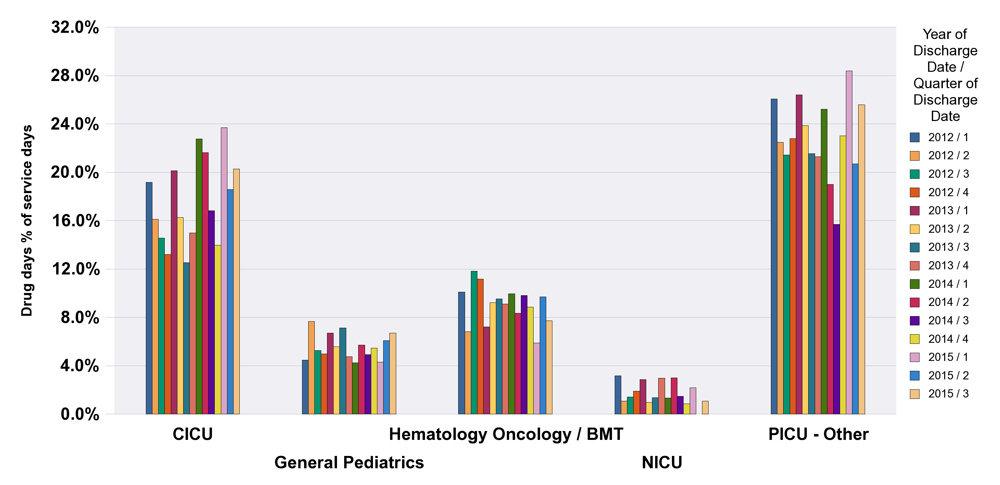 32.0%
28.0%
24.0%
20.0%
16.0%
12.0%
8.0%
4.0%
0.0%
Drug days % of service days
CICU
General Pediatrics
Hematology Oncology / BMT
NICU
PICU - Other
Year of
Discharge
Date /
Quarter of
Discharge
Date
2012 / 1
2012 / 2
2012 / 3
2012 / 4
2013 / 1
2013 / 2
2013 / 3
2013 / 4
2014 / 1
2014 / 2
2014 / 3
2014 / 4
2015 / 1
2015 / 2
2015 / 3